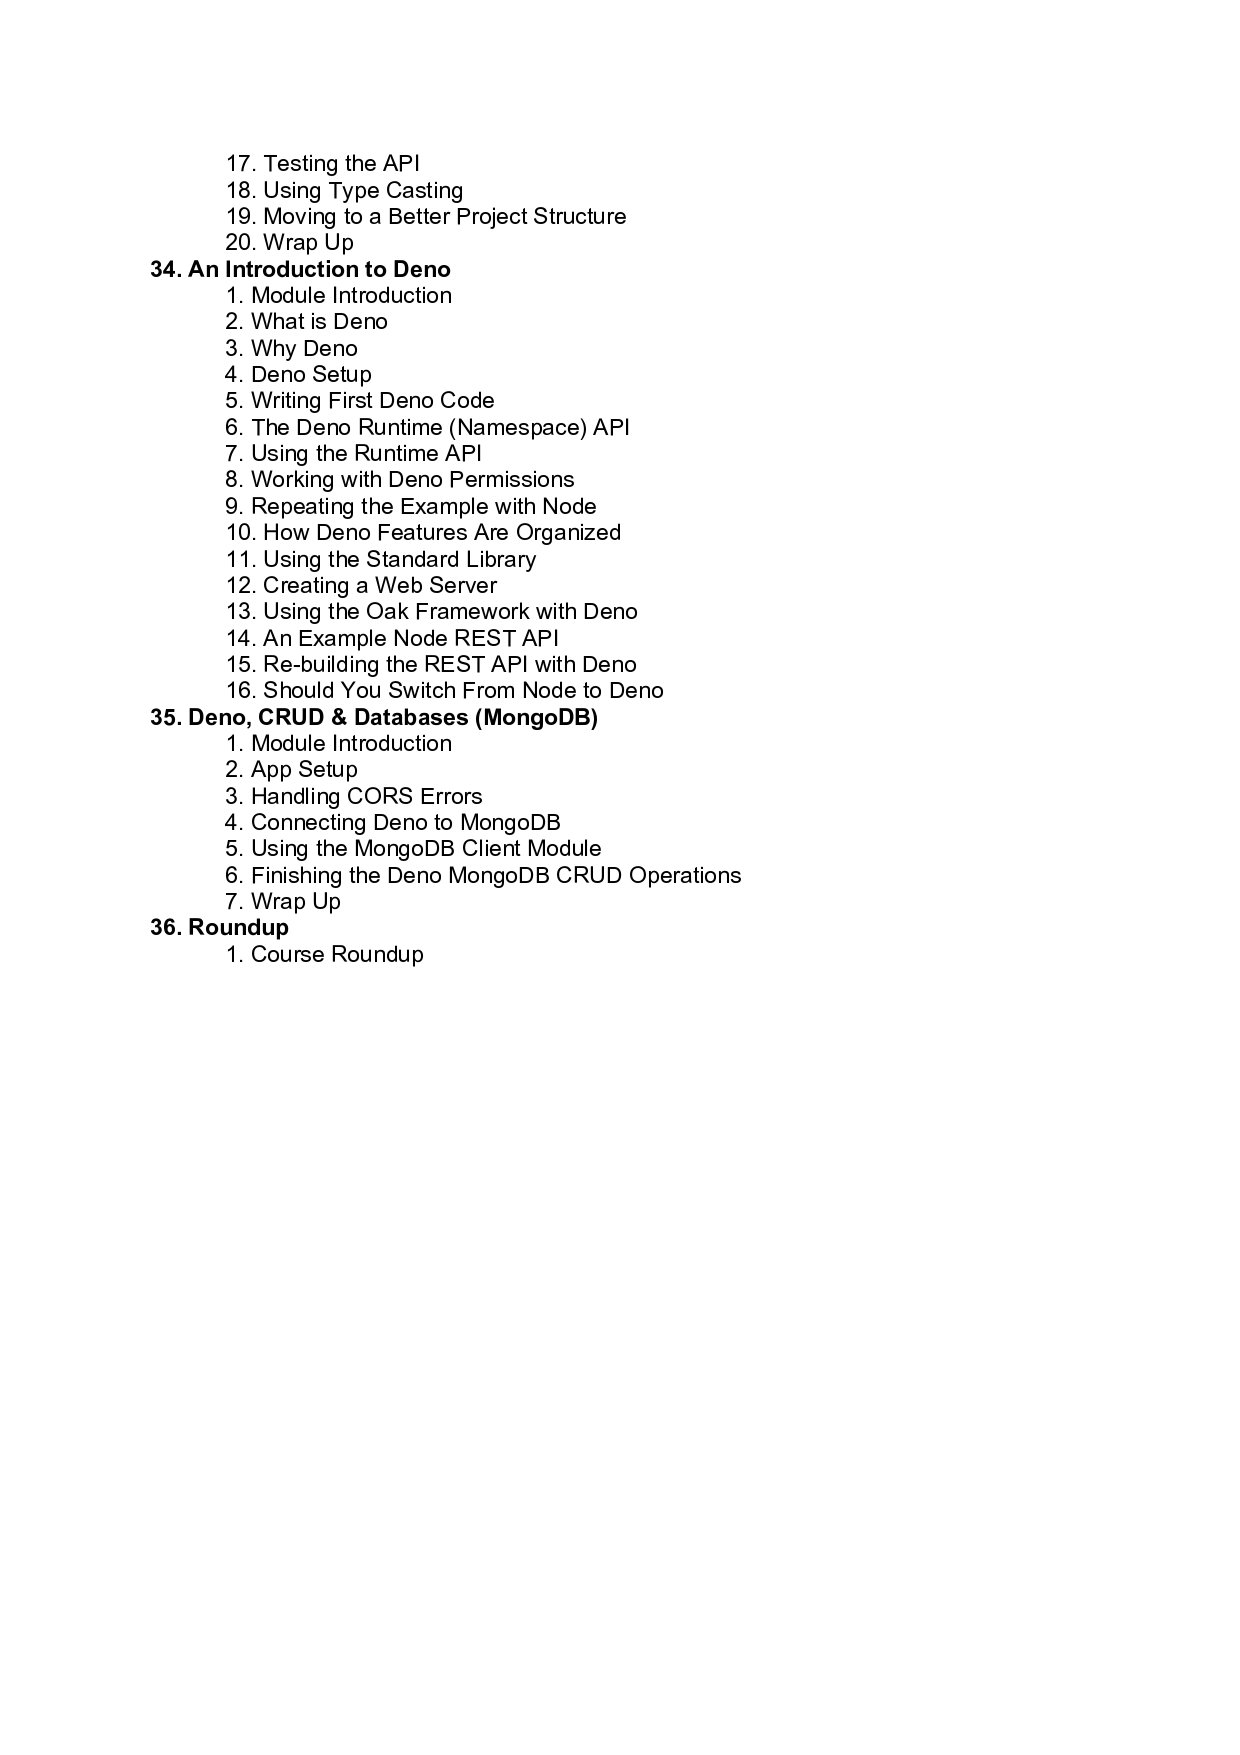 17. Testing the API
18. Using Type Casting
19. Moving to a Better Project Structure
20. Wrap Up
34. An Introduction to Deno
1. Module Introduction
2. What is Deno
3. Why Deno
4. Deno Setup
5. Writing First Deno Code
6. The Deno Runtime (Namespace) API
7. Using the Runtime API
8. Working with Deno Permissions
9. Repeating the Example with Node
10. How Deno Features Are Organized
11. Using the Standard Library
12. Creating a Web Server
13. Using the Oak Framework with Deno
14. An Example Node REST API
15. Re-building the REST API with Deno
16. Should You Switch From Node to Deno
35. Deno, CRUD & Databases (MongoDB)
1. Module Introduction
2. App Setup
3. Handling CORS Errors
4. Connecting Deno to MongoDB
5. Using the MongoDB Client Module
6. Finishing the Deno MongoDB CRUD Operations
7. Wrap Up
36. Roundup
1. Course Roundup